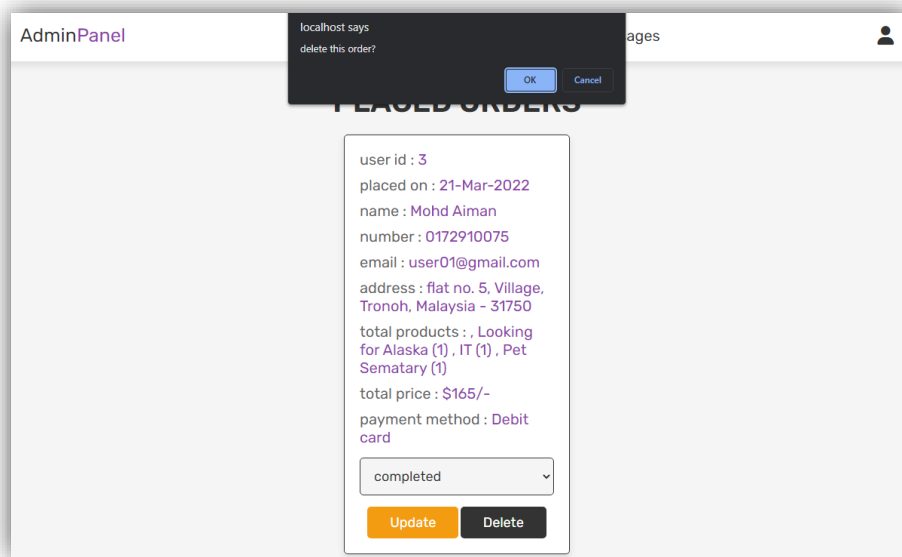 AdminPanel
localhost says
delete this order?
OK
Cancel
ages
PLACED ORDERS
user id : 3
placed on : 21-Mar-2022
name : Mohd Aiman
number : 0172910075
email : user01@gmail.com
address : flat no. 5, Village,
Tronoh, Malaysia - 31750
total products : , Looking
for Alaska (1) , IT (1) , Pet
Sematary (1)
total price : $165/-
payment method : Debit
card
completed
Update
Delete